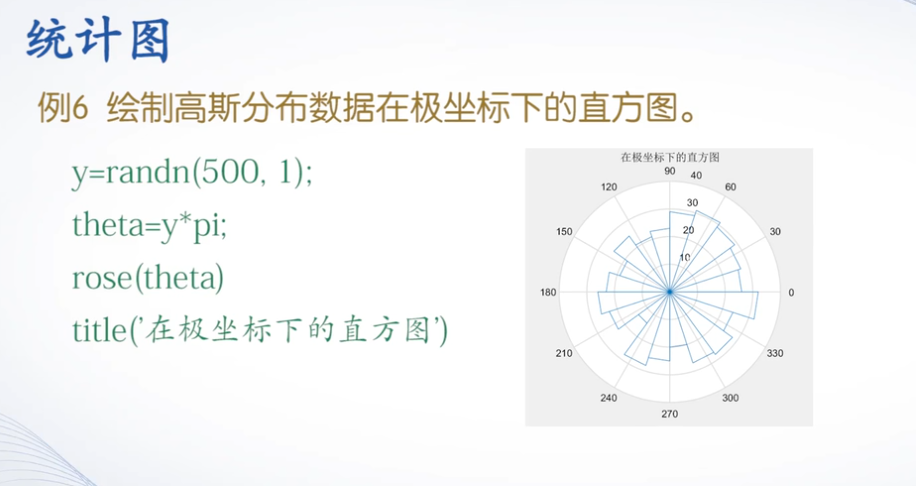 统计图
例6 绘制高斯分布数据在极坐标下的直方图。
y=randn(500, 1);
theta=y*pi;
rose(theta)
title('在极坐标下的直方图')
在极坐标下的直方图
90
40
120
60
30
150
30
20
10
180
0
210
330
240
300
270